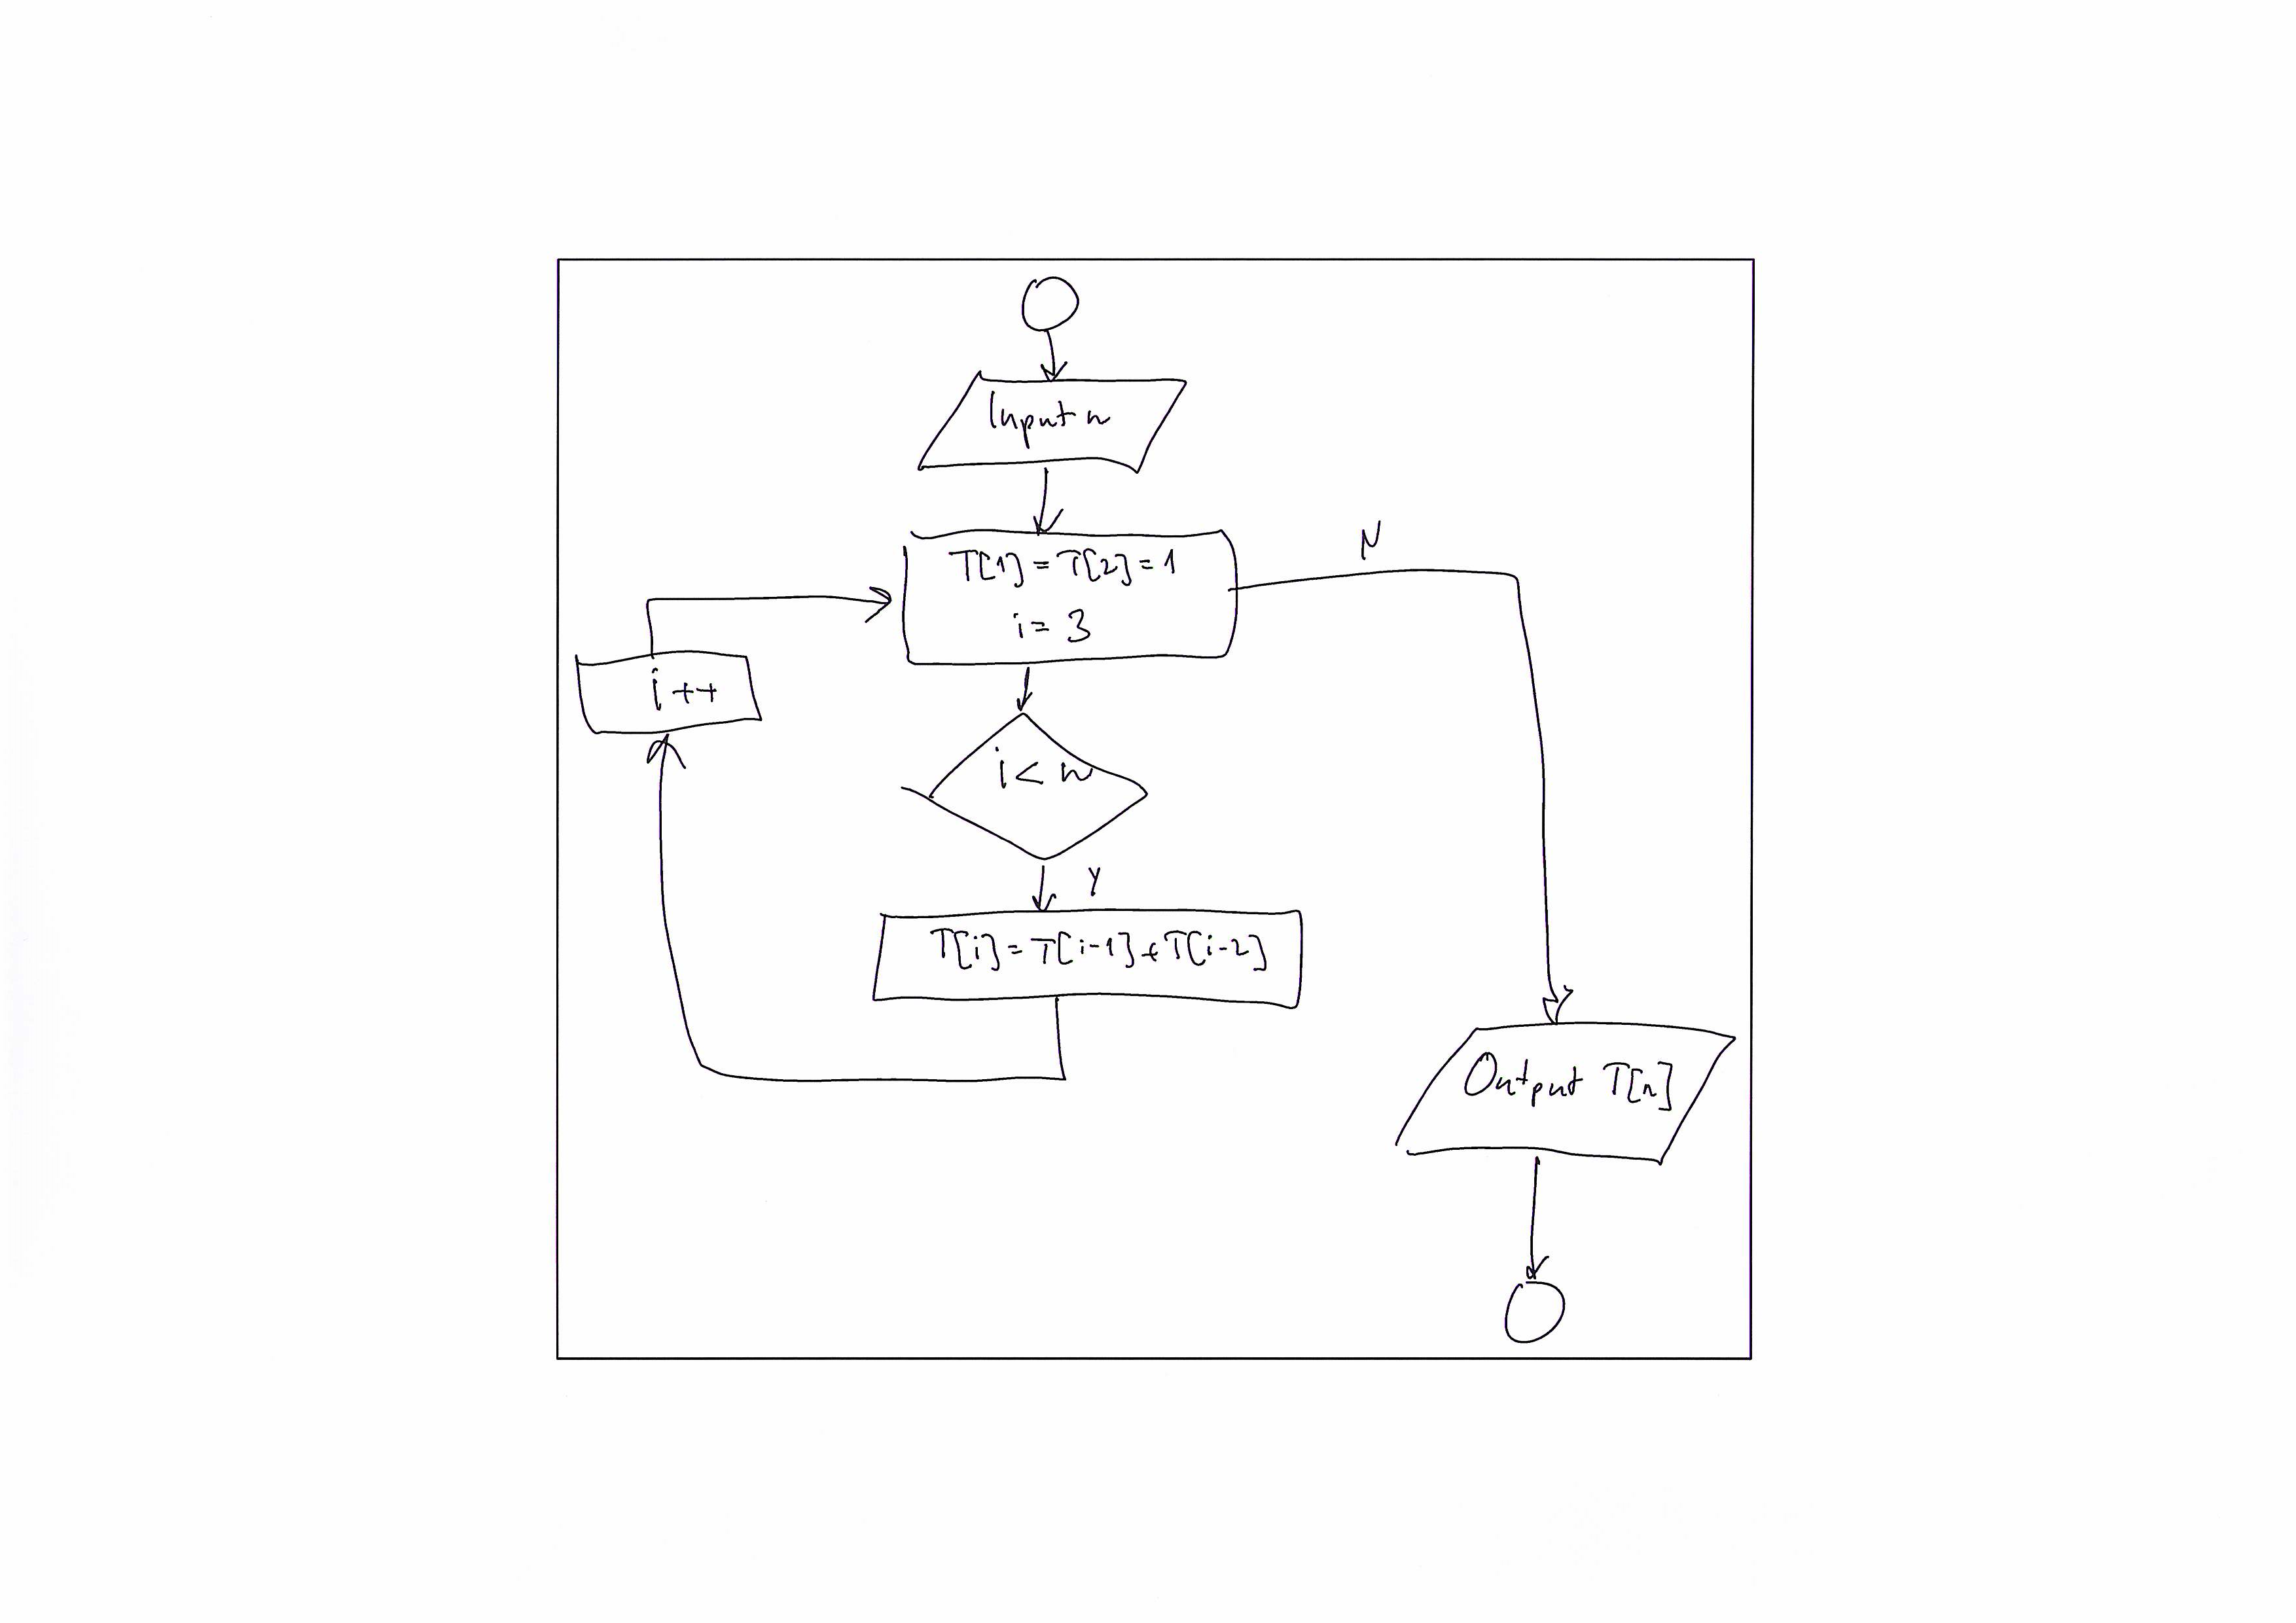 Input n
T[1] = T[2] = 1
i = 3
N
i++
i < n
Y
T[i] = T[i-1] + T[i-2]
Output T[n]